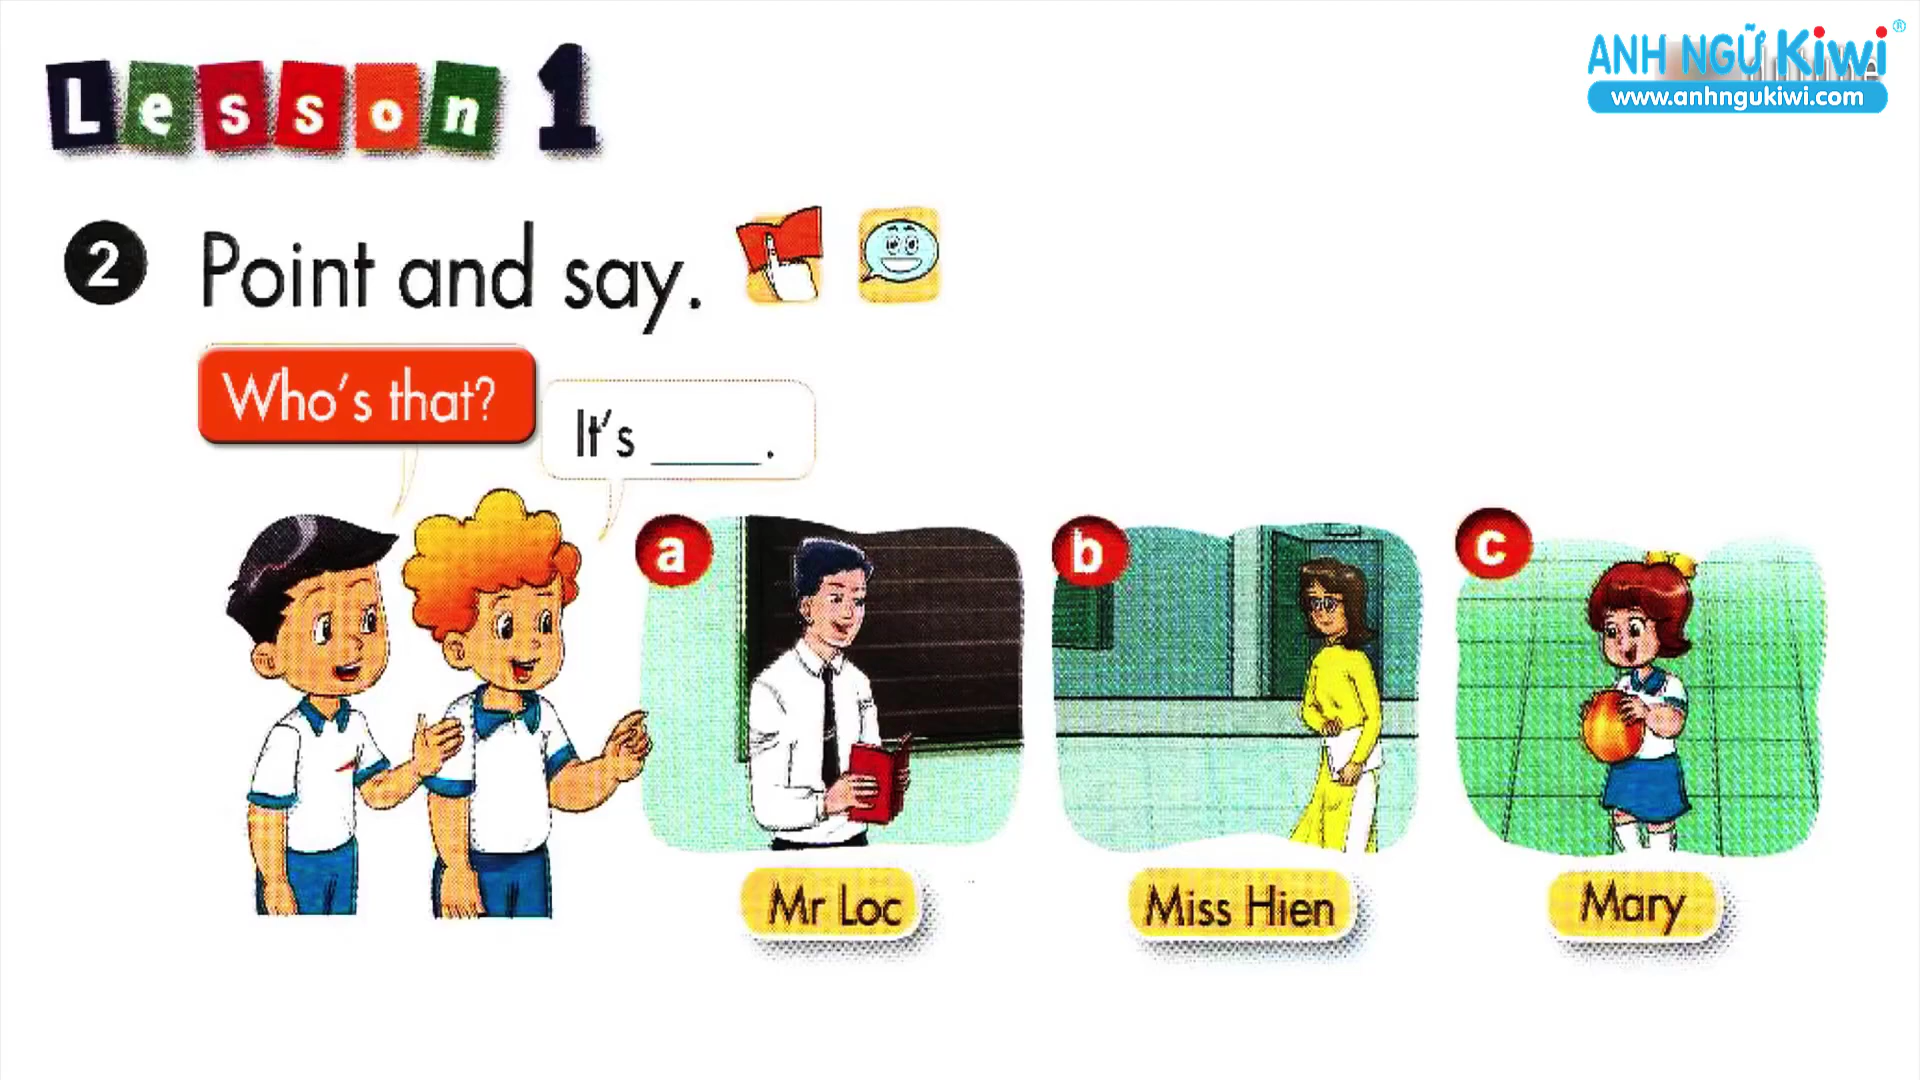 Lesson 1
ANH NGỮ Kiwi®
www.anhngukiwi.com
2 Point and say.
Who's that?
It's ____.
a
b
c
Mr Loc
Miss Hien
Mary